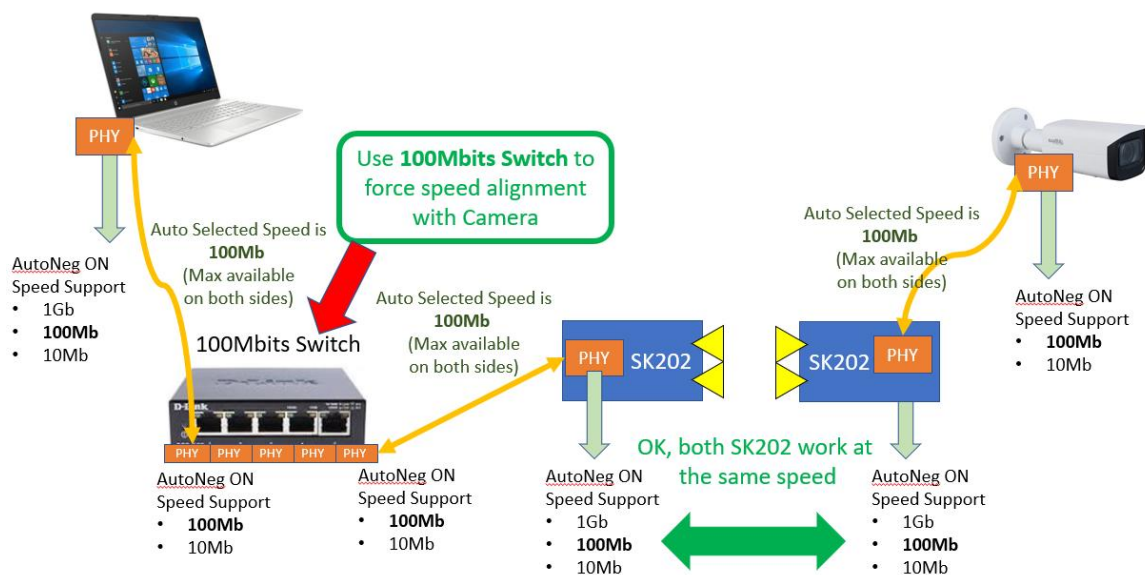 PHY
AutoNeg ON
Speed Support
• 1Gb
• 100Mb
• 10Mb
Auto Selected Speed is
100Mb
(Max available
on both sides)
Use 100Mbits Switch to
force speed alignment
with Camera
100Mbits Switch
D-Link
D-Link
PHY PHY PHY PHY PHY
AutoNeg ON
Speed Support
• 100Mb
• 10Mb
AutoNeg ON
Speed Support
• 100Mb
• 10Mb
Auto Selected Speed is
100Mb
(Max available
on both sides)
PHY
SK202
AutoNeg ON
Speed Support
• 1Gb
• 100Mb
• 10Mb
OK, both SK202 work at
the same speed
SK202
PHY
AutoNeg ON
Speed Support
• 1Gb
• 100Mb
• 10Mb
Auto Selected Speed is
100Mb
(Max available
on both sides)
PHY
AutoNeg ON
Speed Support
• 100Mb
• 10Mb